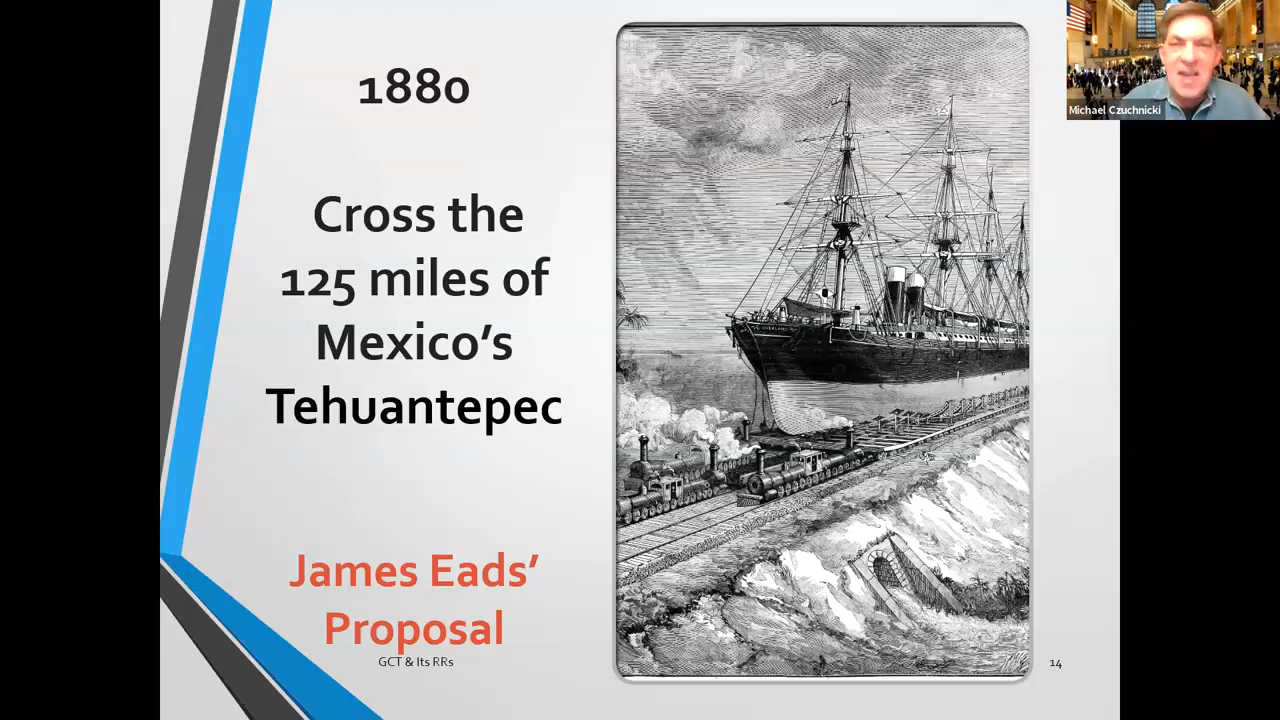 1880
Cross the
125 miles of
Mexico's
Tehuantepec
James Eads'
Proposal
GCT & Its RRs
14
Michael Czuchnicki